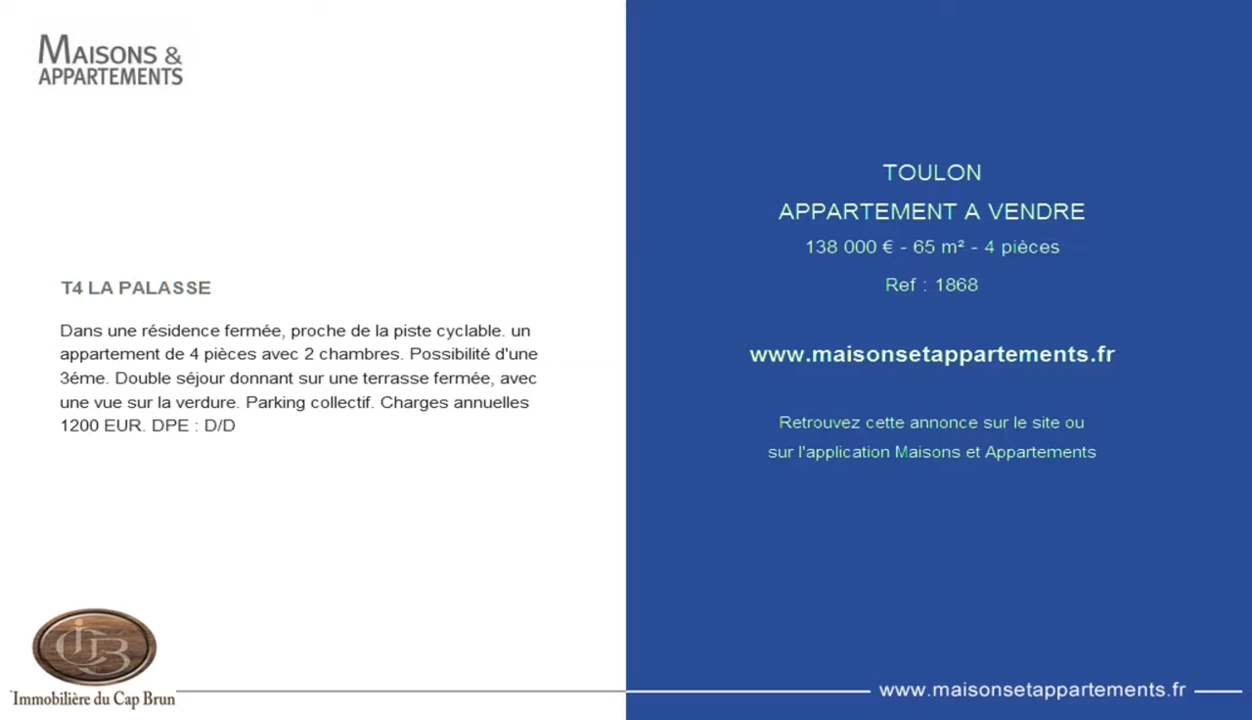 MAISONS &
APPARTEMENTS
T4 LA PALASSE
Dans une résidence fermée, proche de la piste cyclable. un
appartement de 4 pièces avec 2 chambres. Possibilité d'une
3éme. Double séjour donnant sur une terrasse fermée, avec
une vue sur la verdure. Parking collectif. Charges annuelles
1200 EUR. DPE : D/D
ICB
Immobilière du Cap Brun
TOULON
APPARTEMENT A VENDRE
138 000 € - 65 m² - 4 pièces
Ref : 1868
www.maisonsetappartements.fr
Retrouvez cette annonce sur le site ou
sur l'application Maisons et Appartements
www.maisonsetappartements.fr